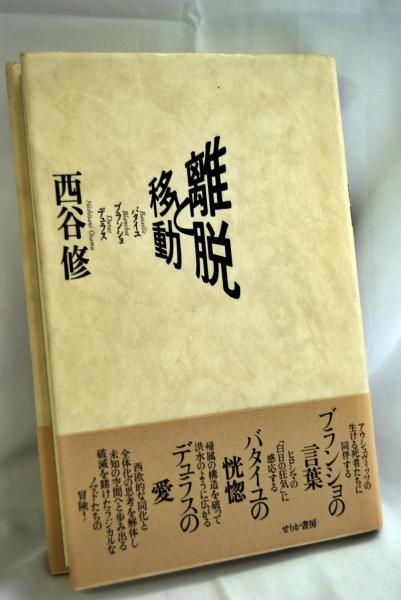 離脱
と
移動
Bataille
バタイユ
Blanchot
ブランショ
Duras
デュラス
西谷修
Nishitani Osamu
アウシュヴィッツの
生ける死者たちに
同伴する
ブランショの
言葉
ヒロシマの
「白日の狂気」に
感応する
バタイユの
恍惚
帰属の構造を破って
洪水のように広がる
デュラスの
愛
西欧的な同化と
全体化の思考を解体し
未知の空間へと歩み出る
破滅を賭けたラジカルな
ノマドたちの
冒険!
せりか書房